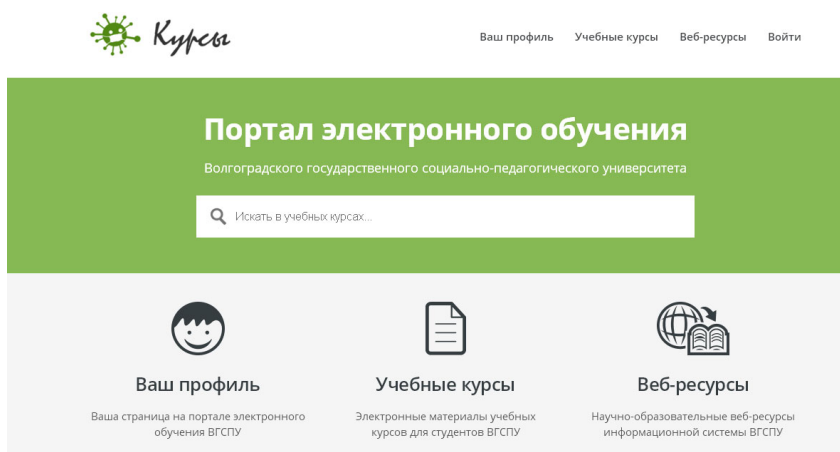 Курсы
Ваш профиль Учебные курсы Веб-ресурсы Войти
Портал электронного обучения
Волгоградского государственного социально-педагогического университета
Искать в учебных курсах...
Ваш профиль
Ваша страница на портале электронного
обучения ВГСПУ
Учебные курсы
Электронные материалы учебных
курсов для студентов ВГСПУ
Веб-ресурсы
Научно-образовательные веб-ресурсы
информационной системы ВГСПУ